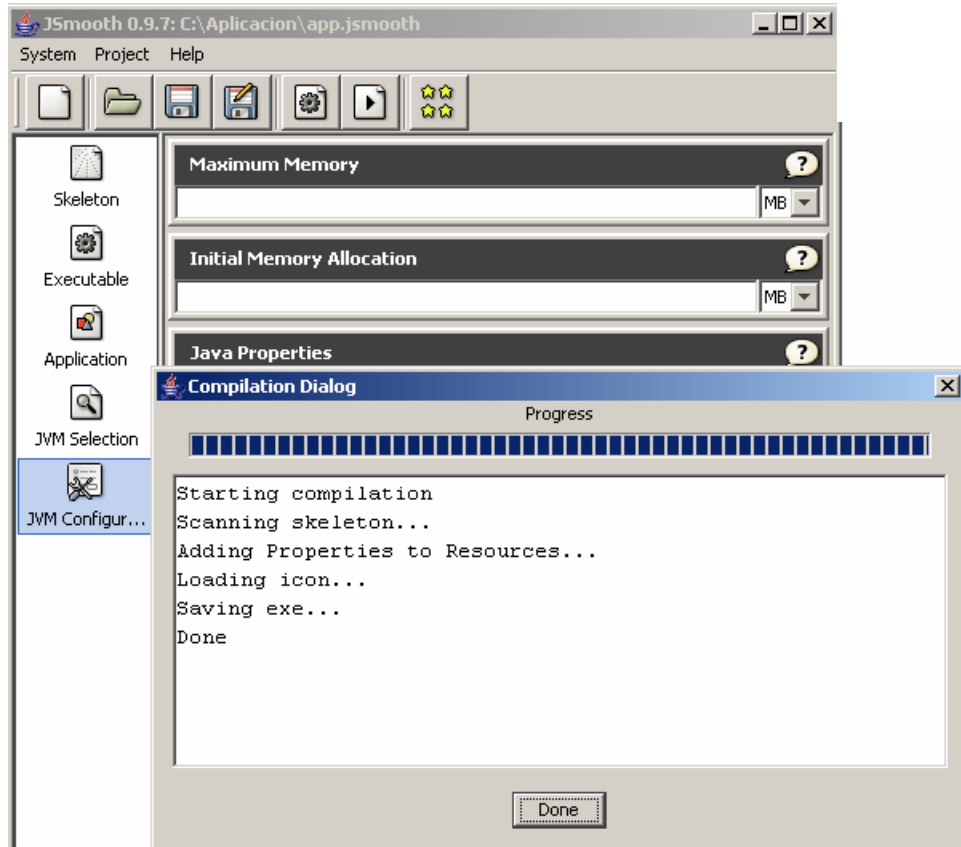 JSmooth 0.9.7: C:\Aplicacion\app.jsmooth
System Project Help
Skeleton
Executable
Application
JVM Selection
JVM Configur...
Maximum Memory ?
MB
Initial Memory Allocation ?
MB
Java Properties ?
Compilation Dialog
Progress
Starting compilation
Scanning skeleton...
Adding Properties to Resources...
Loading icon...
Saving exe...
Done
Done